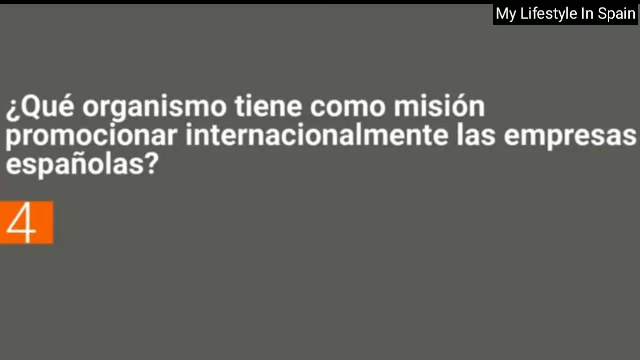 My Lifestyle In Spain
¿Qué organismo tiene como misión
promocionar internacionalmente las empresas
españolas?
4